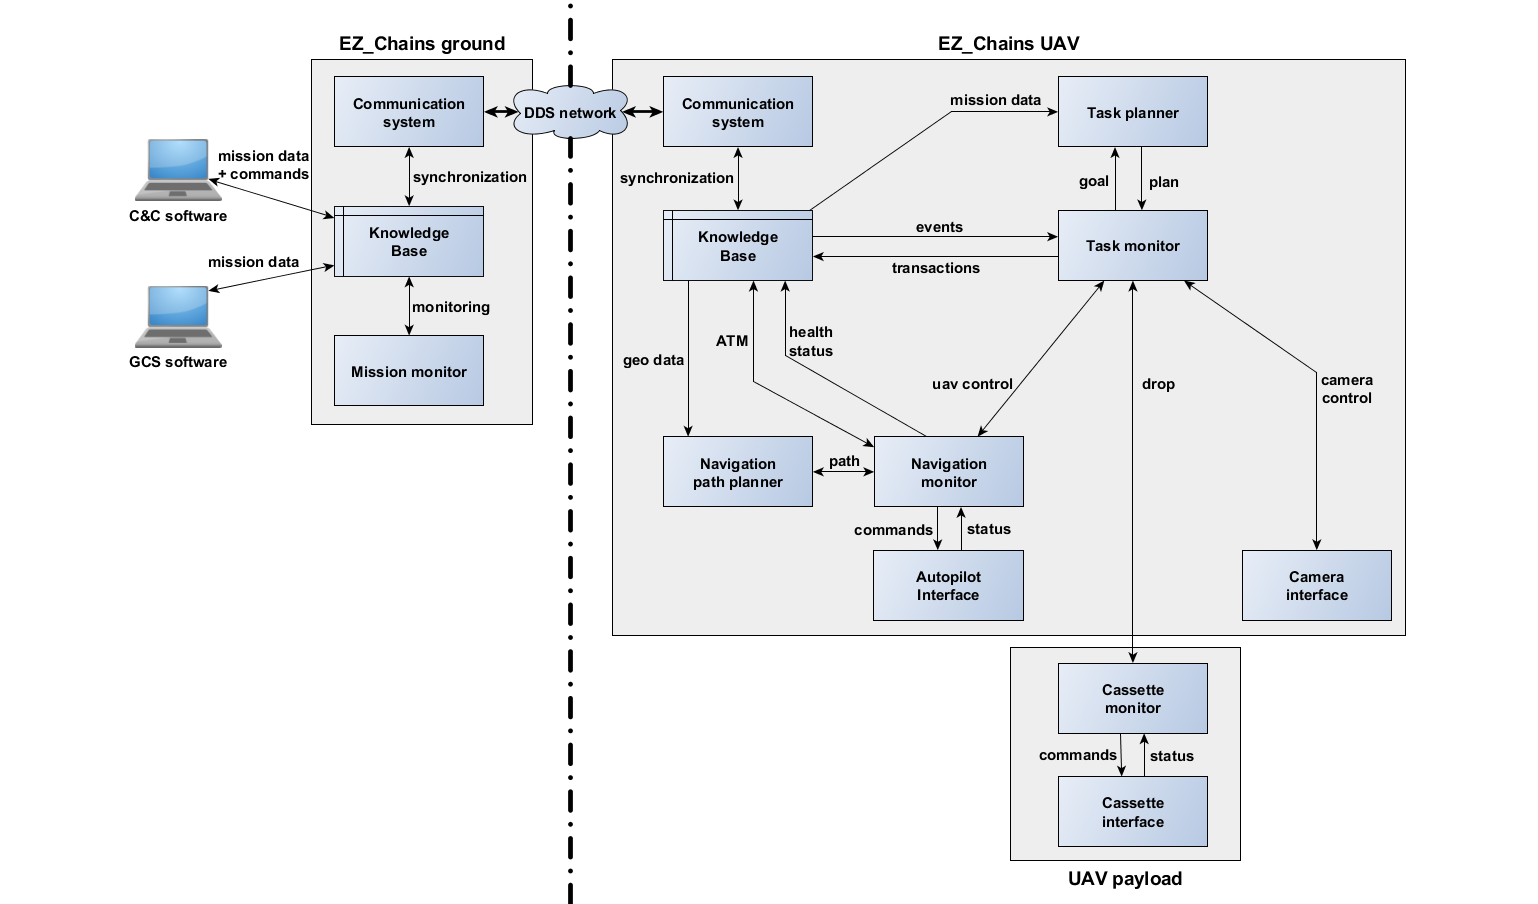 EZ_Chains ground
EZ_Chains UAV
Communication
system
DDS network
Communication
system
mission data
Task planner
mission data
+ commands
synchronization
synchronization
goal
plan
C&C software
Knowledge
Base
Knowledge
Base
events
Task monitor
transactions
mission data
monitoring
GCS software
Mission monitor
geo data
ATM
health
status
uav control
drop
camera
control
Navigation
path planner
path
Navigation
monitor
commands
status
Autopilot
Interface
Camera
interface
Cassette
monitor
commands
status
Cassette
interface
UAV payload